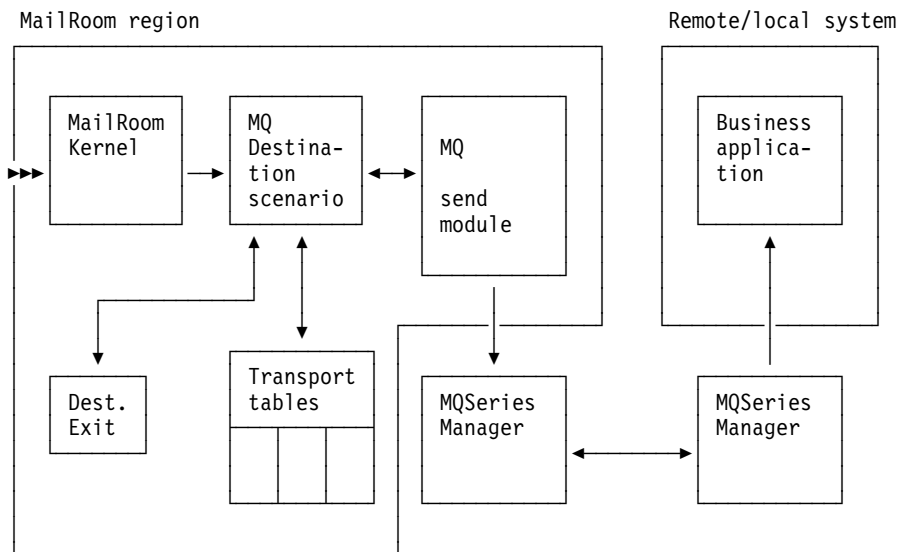 MailRoom region
Remote/local system
MailRoom
Kernel
MQ
Destina-
tion
scenario
MQ
send
module
Business
applica-
tion
Dest.
Exit
Transport
tables
MQSeries
Manager
MQSeries
Manager